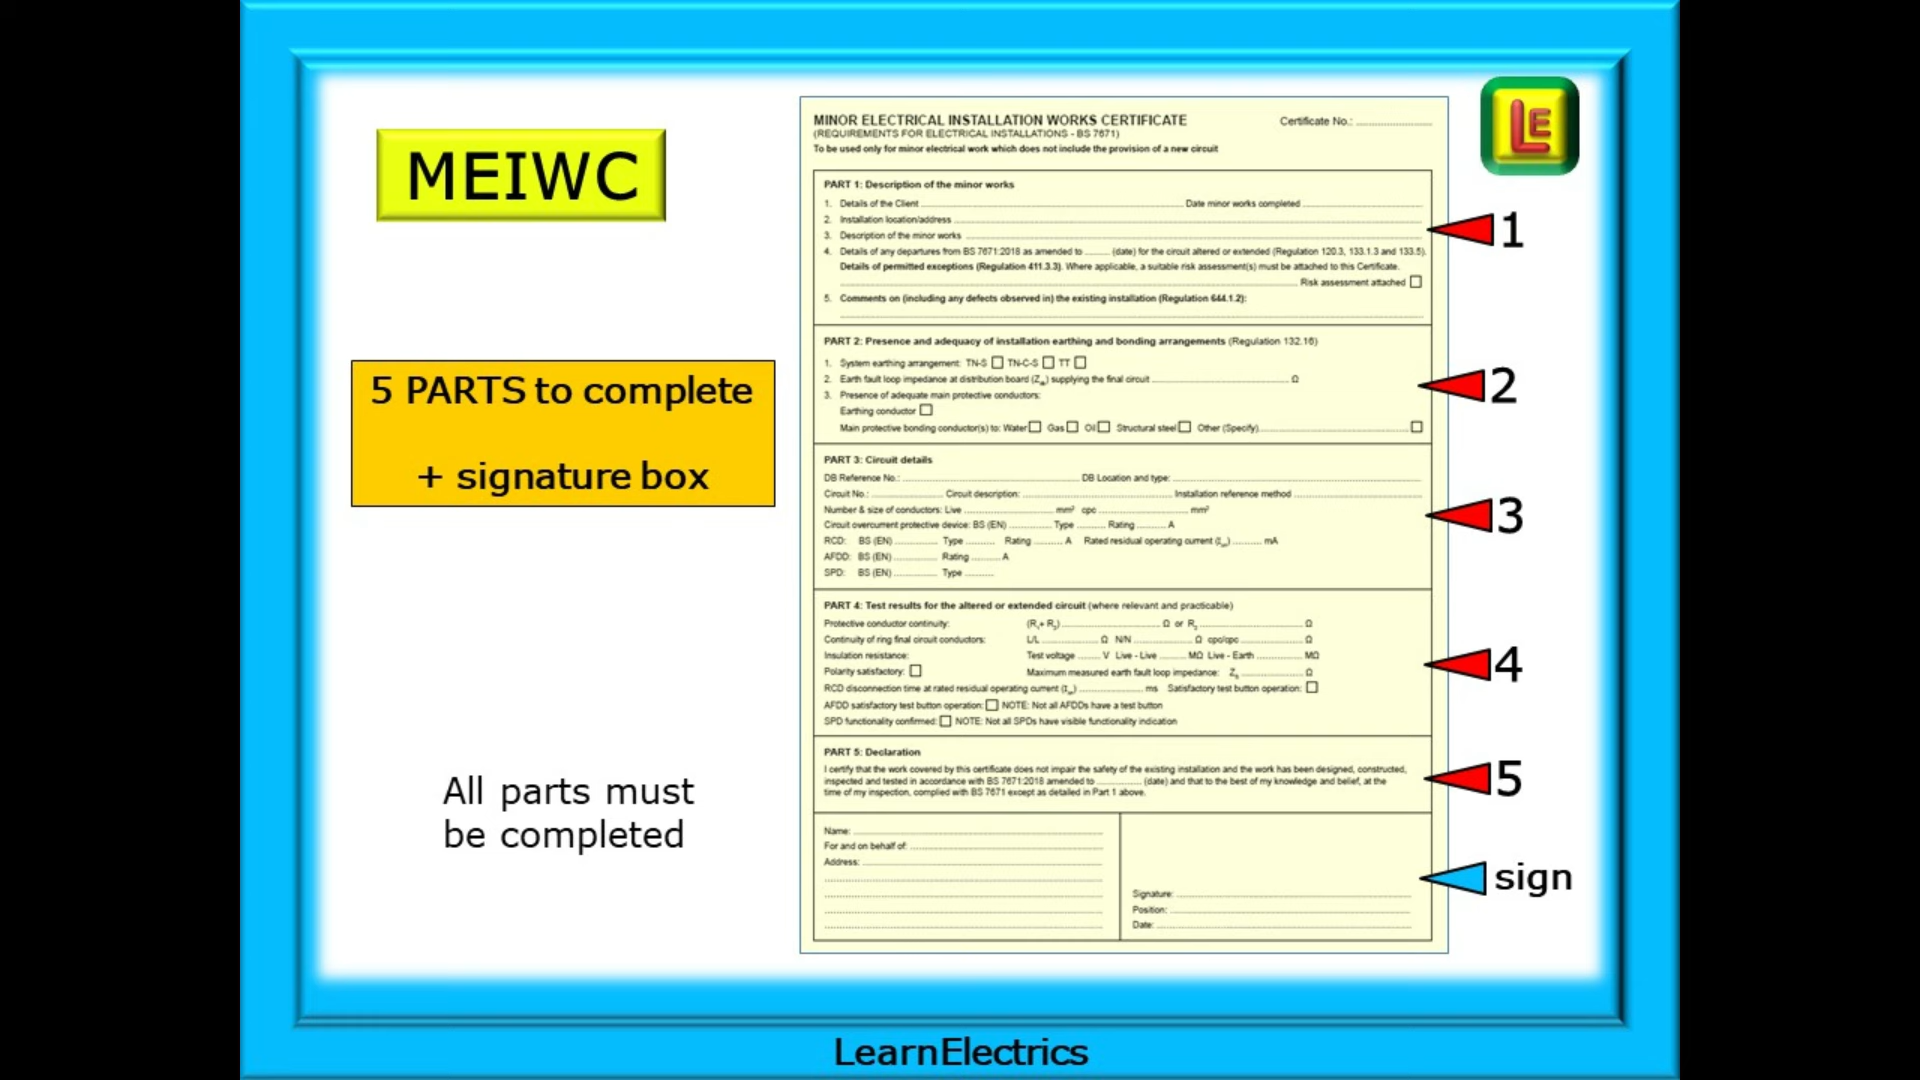 MEIWC
5 PARTS to complete
+ signature box
All parts must
be completed
MINOR ELECTRICAL INSTALLATION WORKS CERTIFICATE
Certificate No.:
(REQUIREMENTS FOR ELECTRICAL INSTALLATIONS - BS 7671)
To be used only for minor electrical work which does not include the provision of a new circuit
PART 1: Description of the minor works
1. Details of the Client Date minor works completed
2. Installation location/address
3. Description of the minor works
4. Details of any departures from BS 7671:2018 as amended to (date) for the circuit altered or extended (Regulation 120.3, 133.1.3 and 133.5).
Details of permitted exceptions (Regulation 411.3.3). Where applicable, a suitable risk assessment(s) must be attached to this Certificate.
Risk assessment attached
5. Comments on (including any defects observed in) the existing installation (Regulation 644.1.2):
PART 2: Presence and adequacy of installation earthing and bonding arrangements (Regulation 132.16)
1. System earthing arrangement: TN-S TN-C-S TT
2. Earth fault loop impedance at distribution board (Zdb) supplying the final circuit Ω
3. Presence of adequate main protective conductors:
Earthing conductor
Main protective bonding conductor(s) to: Water Gas Oil Structural steel Other (Specify)
PART 3: Circuit details
DB Reference No.: DB Location and type:
Circuit No.: Circuit description: Installation reference method
Number & size of conductors: Live mm² cpc mm²
Circuit overcurrent protective device: BS (EN) Type Rating A
RCD: BS (EN) Type Rating A Rated residual operating current (IΔn) mA
AFDD: BS (EN) Rating A
SPD: BS (EN) Type
PART 4: Test results for the altered or extended circuit (where relevant and practicable)
Protective conductor continuity: (R1+ R2) Ω or R2 Ω
Continuity of ring final circuit conductors: L/L Ω N/N Ω cpc/cpc Ω
Insulation resistance: Test voltage V Live - Live MΩ Live - Earth MΩ
Polarity satisfactory: Maximum measured earth fault loop impedance: Zs Ω
RCD disconnection time at rated residual operating current (IΔn) ms Satisfactory test button operation:
AFDD satisfactory test button operation: NOTE: Not all AFDDs have a test button
SPD functionality confirmed: NOTE: Not all SPDs have visible functionality indication
PART 5: Declaration
I certify that the work covered by this certificate does not impair the safety of the existing installation and the work has been designed, constructed,
inspected and tested in accordance with BS 7671:2018 amended to (date) and that to the best of my knowledge and belief, at the
time of my inspection, complied with BS 7671 except as detailed in Part 1 above.
Name:
For and on behalf of:
Address:
Signature:
Position:
Date:
LE
1
2
3
4
5
sign
LearnElectrics